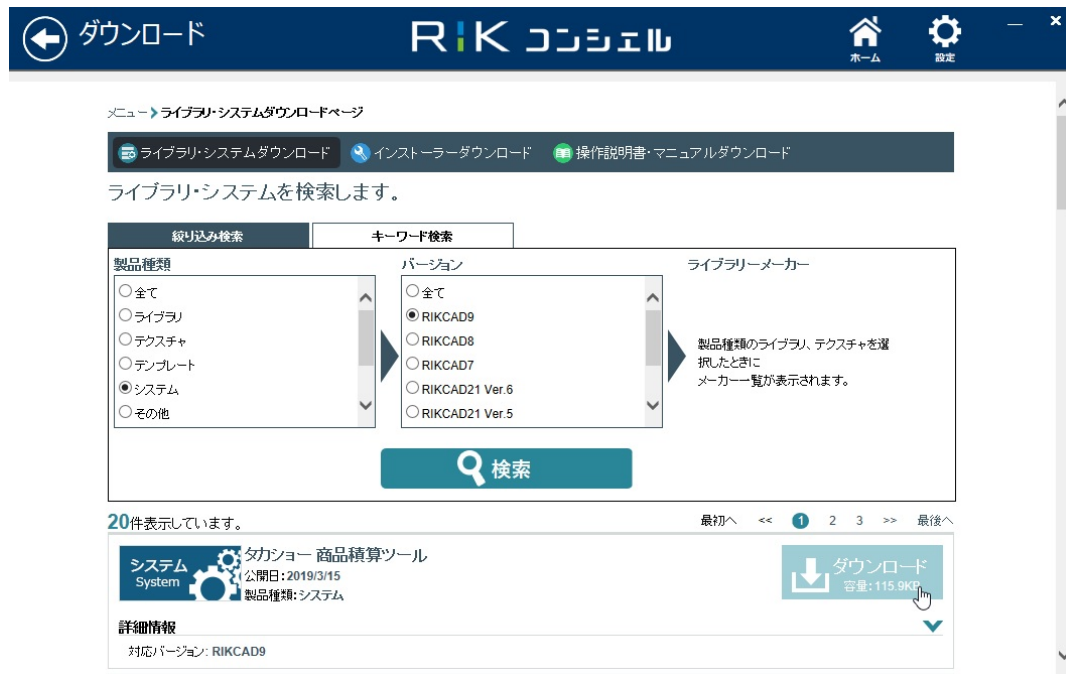 ダウンロード
RiK コンシェル
ホーム
設定
メニュー > ライブラリ・システムダウンロードページ
ライブラリ・システムダウンロード
インストーラーダウンロード
操作説明書・マニュアルダウンロード
ライブラリ・システムを検索します。
絞り込み検索
キーワード検索
製品種類
全て
ライブラリ
テクスチャ
テンプレート
システム
その他
バージョン
全て
RIKCAD9
RIKCAD8
RIKCAD7
RIKCAD21 Ver.6
RIKCAD21 Ver.5
ライブラリーメーカー
製品種類のライブラリ、テクスチャを選
択したときに
メーカー一覧が表示されます。
検索
20件表示しています。
最初へ << 1 2 3 >> 最後へ
システム
System
タカショー 商品積算ツール
公開日:2019/3/15
製品種類:システム
ダウンロード
容量:115.9KB
詳細情報
対応バージョン: RIKCAD9